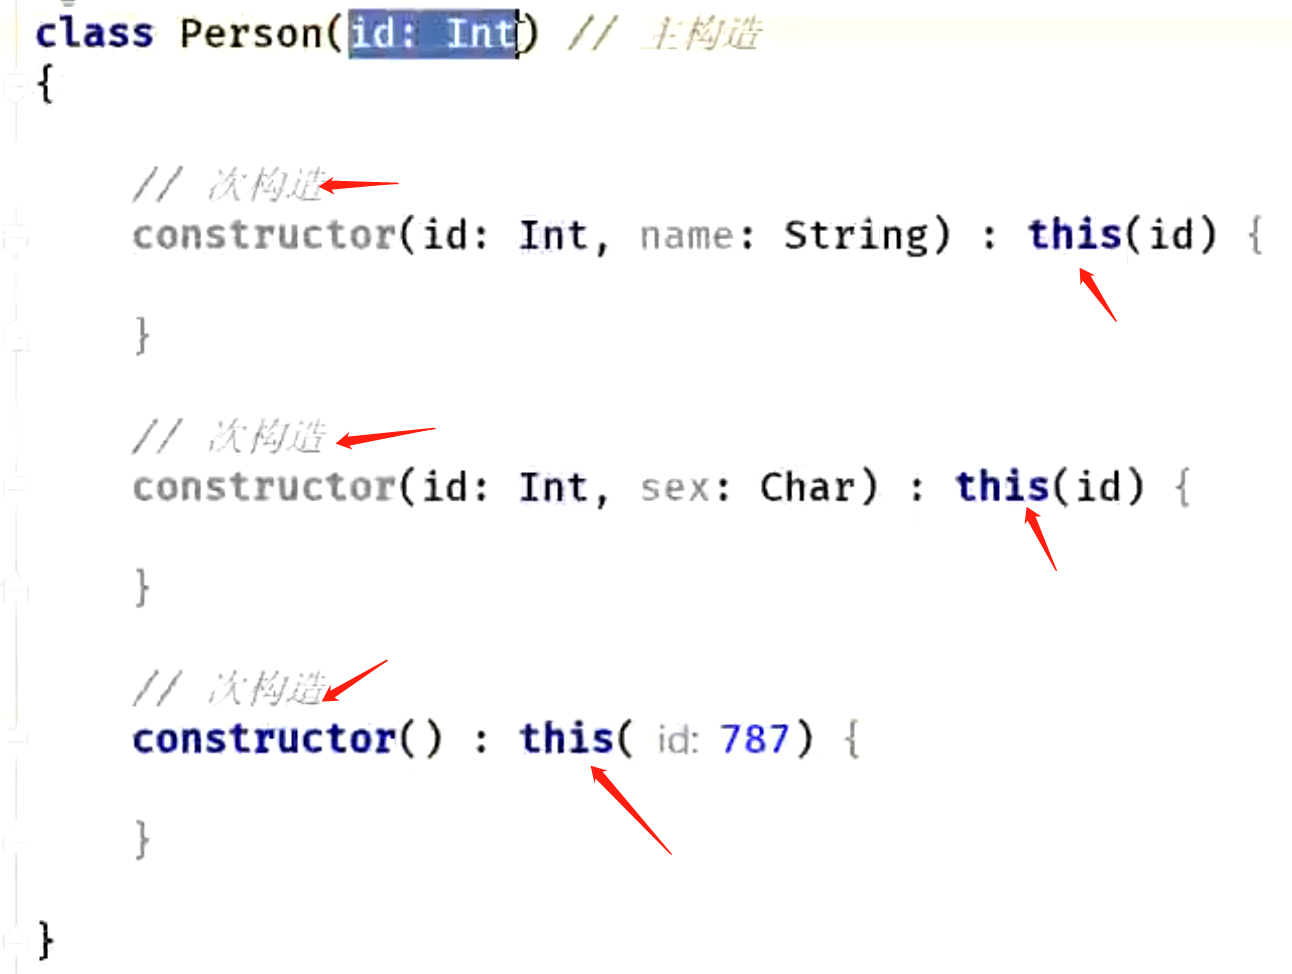 class Person(id: Int) // 主构造
{
// 次构造
constructor(id: Int, name: String) : this(id) {
}
// 次构造
constructor(id: Int, sex: Char) : this(id) {
}
// 次构造
constructor() : this( id: 787) {
}
}